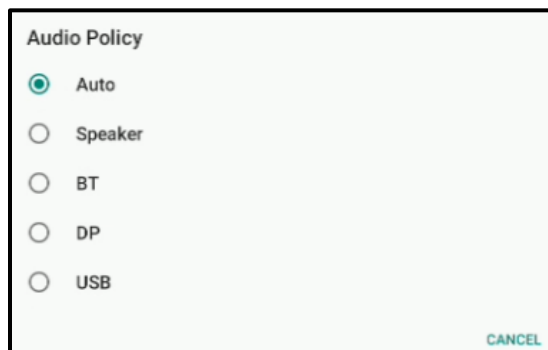 Audio Policy
Auto
Speaker
BT
DP
USB
CANCEL